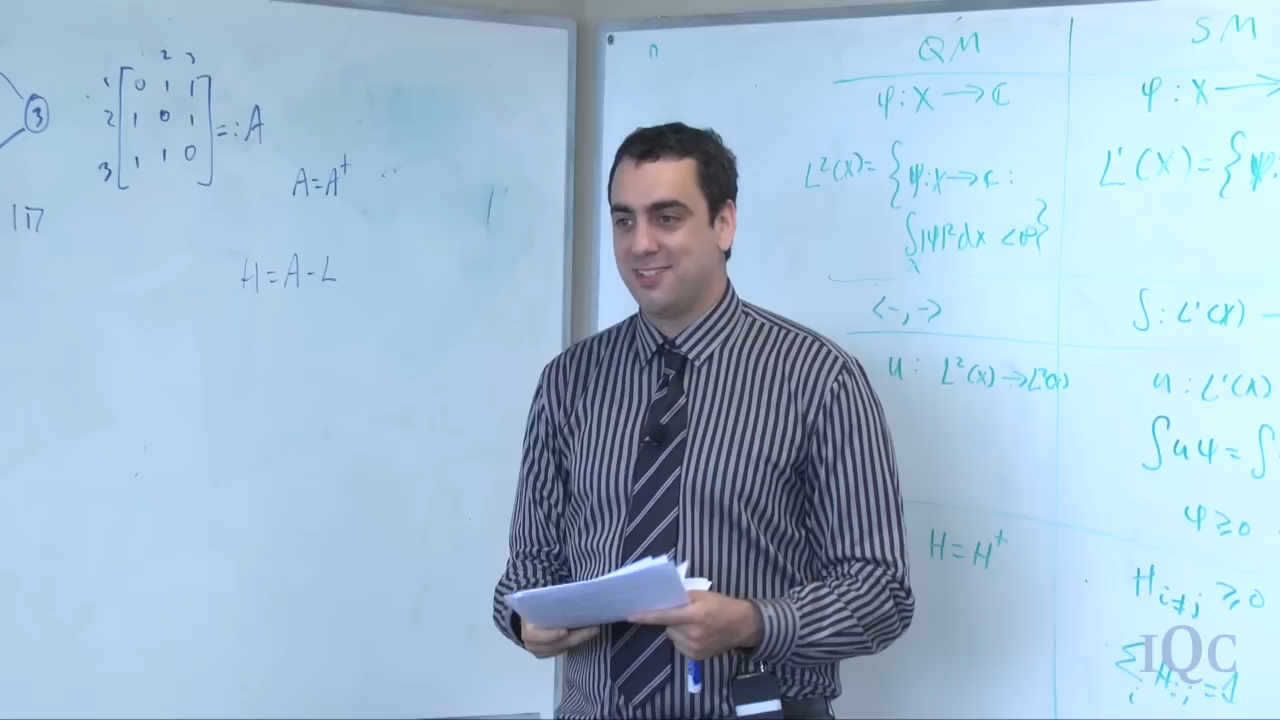 1 2 3
1 [ 0 1 1 ]
2 [ 1 0 1 ] =: A
3 [ 1 1 0 ]
3
A = A†
H = A - L
QM
SM
ψ : X → ℂ
ψ : X →
L²(X) = { ψ : X → ℂ :
∫_X |ψ|² dx < ∞ }
L¹(X) = { ψ :
<-, ->
∫ : L¹(X) -
u : L²(X) → L²(X)
u : L¹(X)
∫ u ψ = ∫
H = H†
ψ ≥ 0
H_{i≠j} ≥ 0
IQC